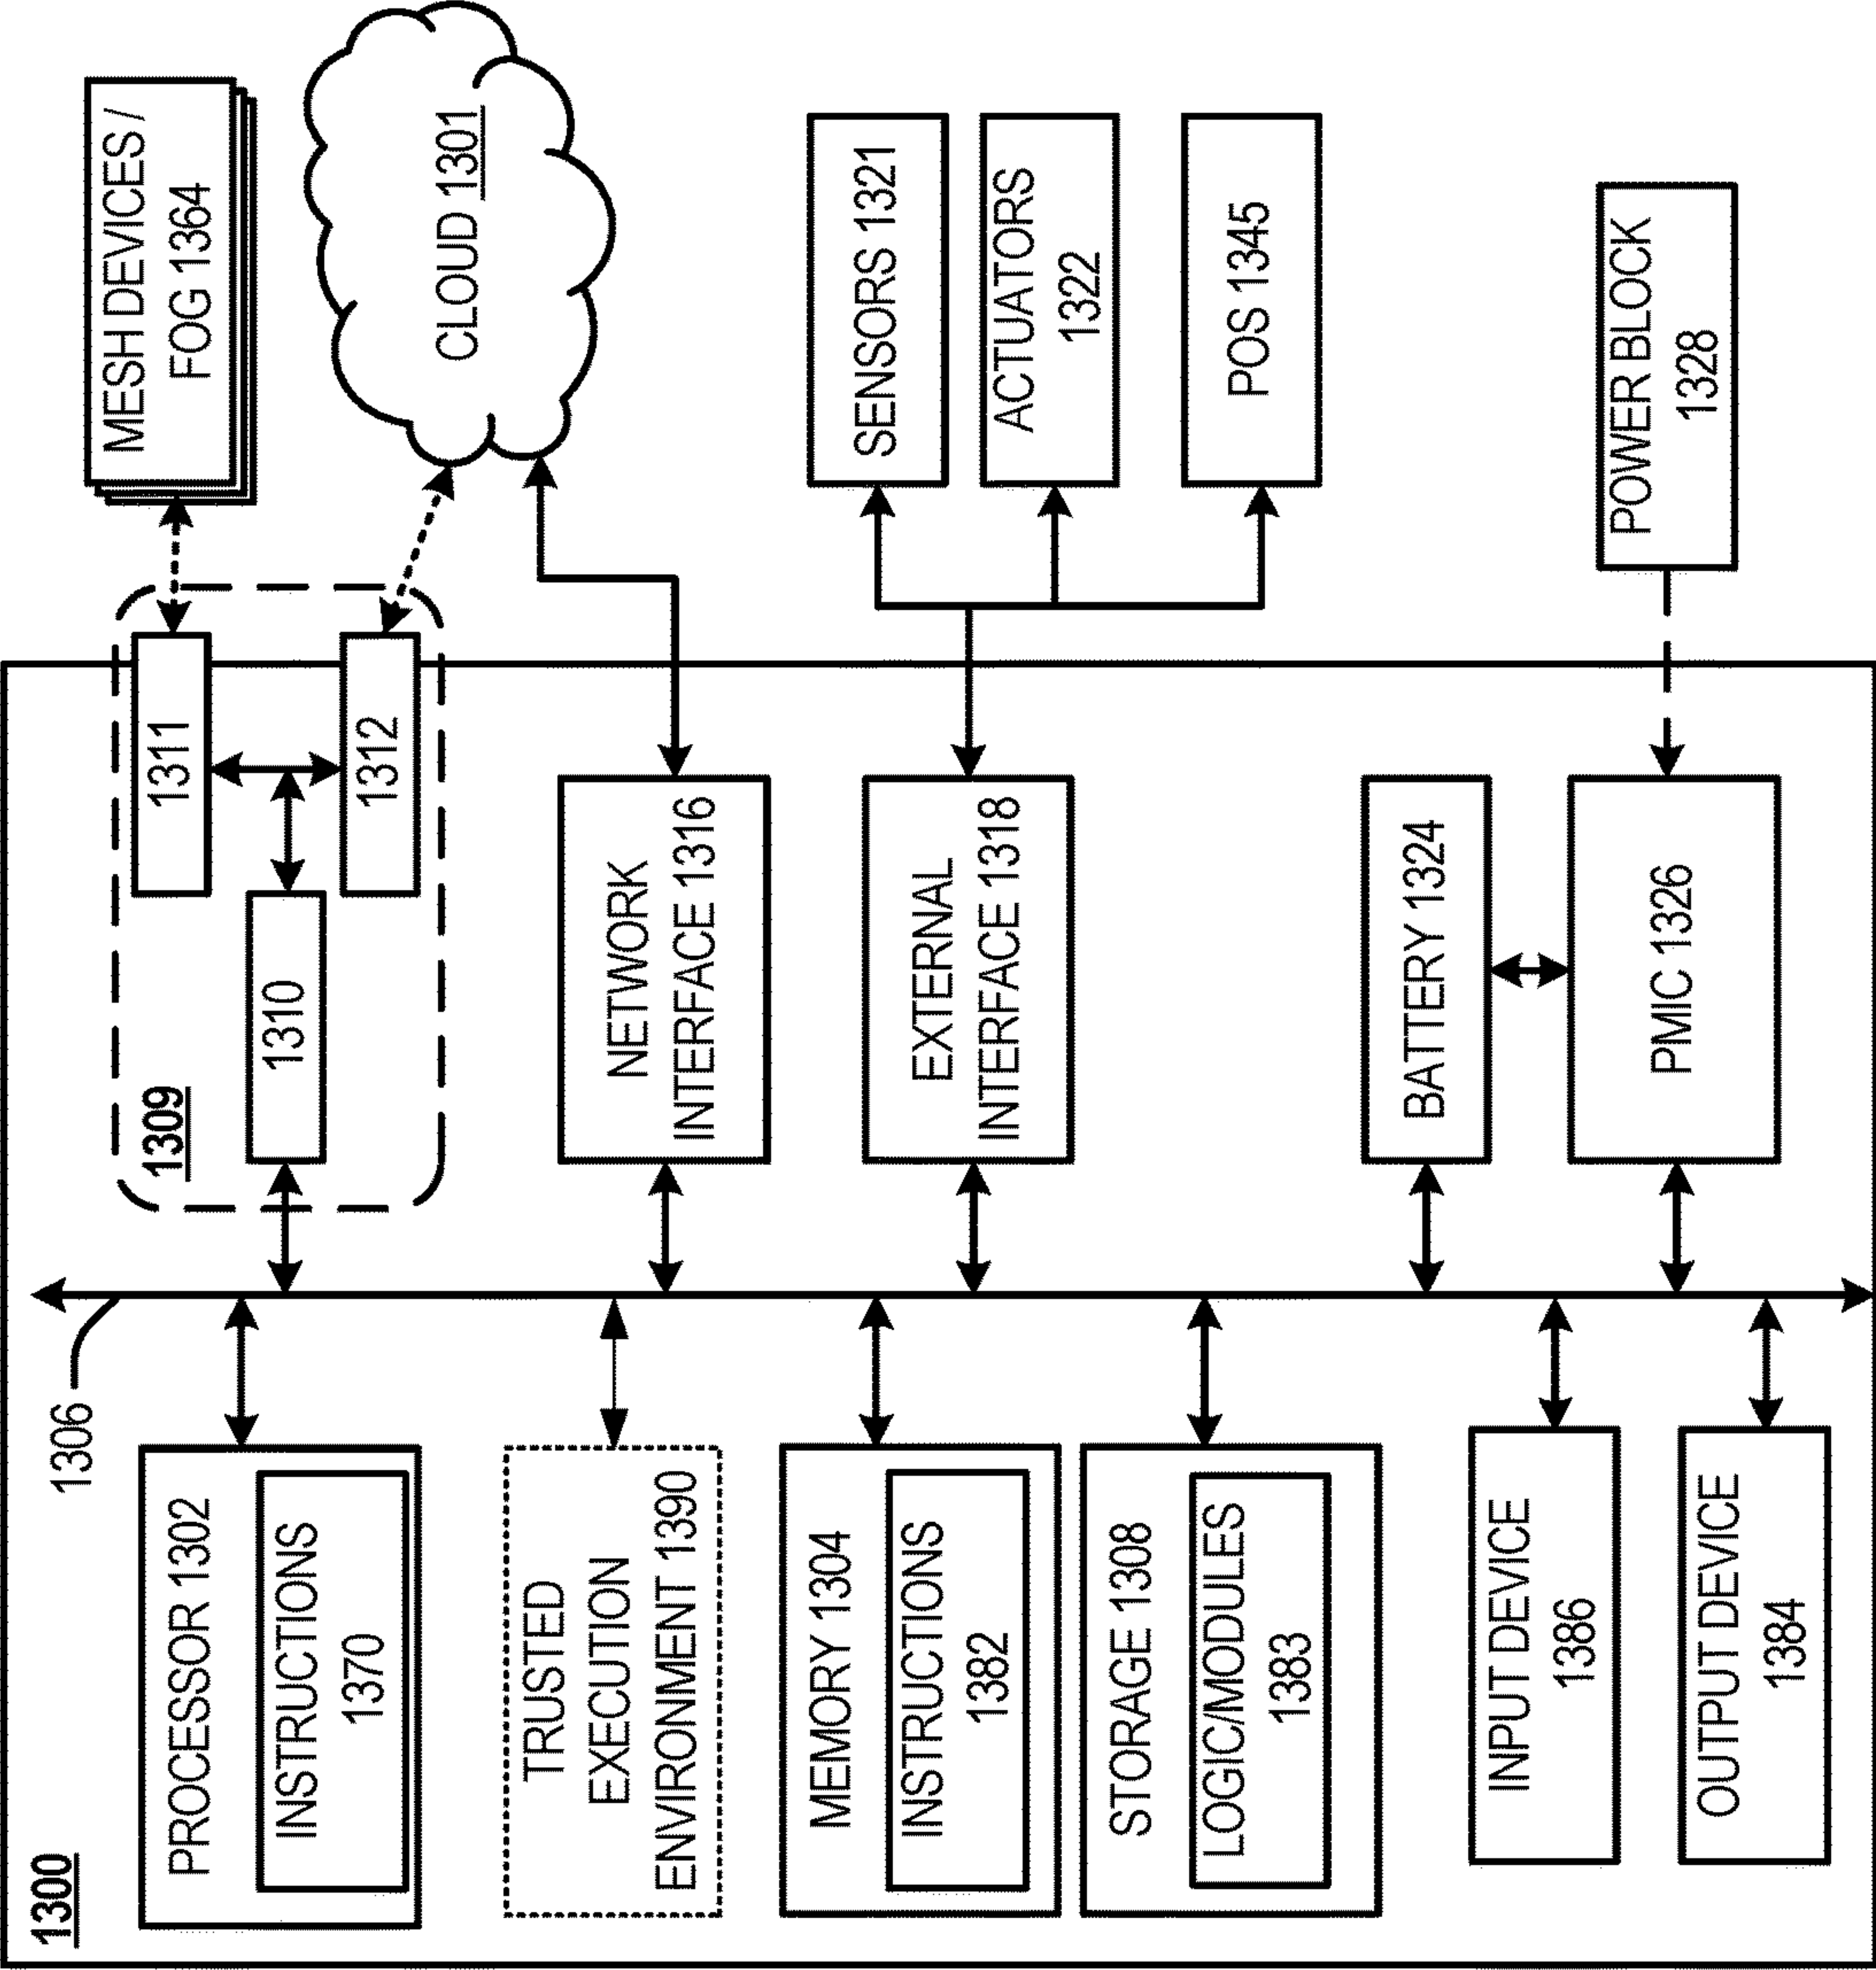 1300
PROCESSOR 1302
INSTRUCTIONS
1370
TRUSTED
EXECUTION
ENVIRONMENT 1390
MEMORY 1304
INSTRUCTIONS
1382
STORAGE 1308
LOGIC/MODULES
1383
INPUT DEVICE
1386
OUTPUT DEVICE
1384
1306
1309
1310
1311
1312
NETWORK
INTERFACE 1316
EXTERNAL
INTERFACE 1318
BATTERY 1324
PMIC 1326
MESH DEVICES /
FOG 1364
CLOUD 1301
SENSORS 1321
ACTUATORS
1322
POS 1345
POWER BLOCK
1328